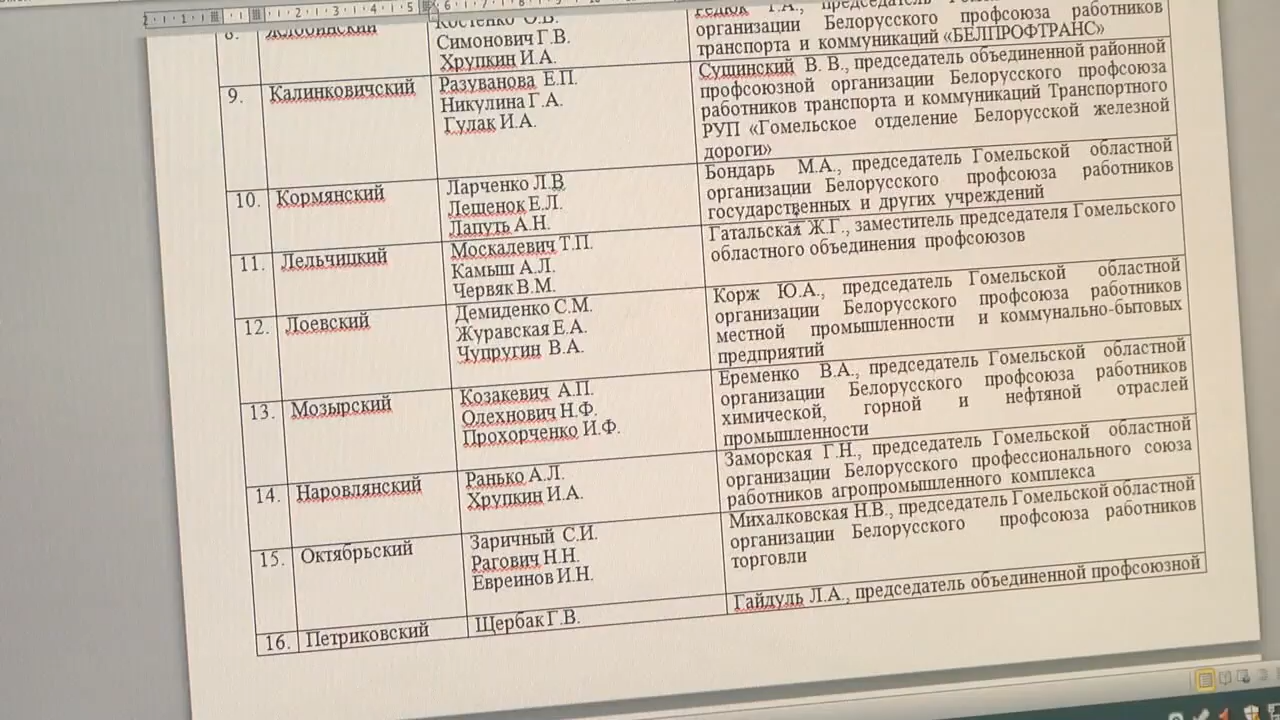 8. Жлобинский
Костенко О.В.
Симонович Г.В.
Хрупкин И.А.
председатель
организации Белорусского профсоюза работников
транспорта и коммуникаций «БЕЛПРОФТРАНС»
9. Калинковичский
Разуванова Е.П.
Никулина Г.А.
Гулак И.А.
Сушинский В. В., председатель объединенной районной
профсоюзной организации Белорусского профсоюза
работников транспорта и коммуникаций Транспортного
РУП «Гомельское отделение Белорусской железной
дороги»
10. Кормянский
Ларченко Л.В
Лешенок Е.Л.
Лапуть А.Н.
Бондарь М.А., председатель Гомельской областной
организации Белорусского профсоюза работников
государственных и других учреждений
11. Лельчицкий
Москалевич Т.П.
Камыш А.Л.
Червяк В.М.
Гатальская Ж.Г., заместитель председателя Гомельского
областного объединения профсоюзов
12. Лоевский
Демиденко С.М.
Журавская Е.А.
Чупругин В.А.
Корж Ю.А., председатель Гомельской областной
организации Белорусского профсоюза работников
местной промышленности и коммунально-бытовых
предприятий
13. Мозырский
Козакевич А.П.
Олехнович Н.Ф.
Прохорченко И.Ф.
Еременко В.А., председатель Гомельской областной
организации Белорусского профсоюза работников
химической, горной и нефтяной отраслей
промышленности
14. Наровлянский
Ранько А.Л.
Хрупкин И.А.
Заморская Г.Н., председатель Гомельской областной
организации Белорусского профессионального союза
работников агропромышленного комплекса
15. Октябрьский
Заричный С.И.
Рагович Н.Н.
Евреинов И.Н.
Михалковская Н.В., председатель Гомельской областной
организации Белорусского профсоюза работников
торговли
16. Петриковский
Щербак Г.В.
Гайдуль Л.А., председатель объединенной профсоюзной